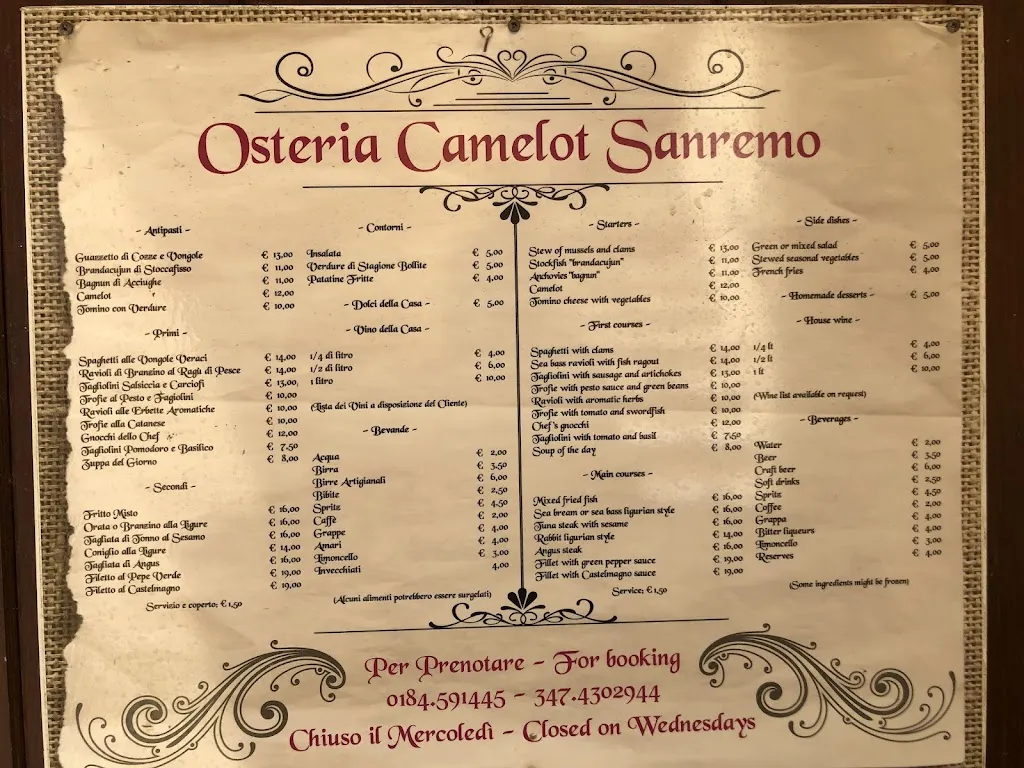 Osteria Camelot Sanremo
- Antipasti -
Guazzetto di Cozze e Vongole € 13,00
Brandacujun di Stoccafisso € 11,00
Bagnun di Acciughe € 11,00
Camelot € 12,00
Tomino con Verdure € 10,00
- Primi -
Spaghetti alle Vongole Veraci € 14,00
Ravioli di Branzino al Ragù di Pesce € 14,00
Tagliolini Salsiccia e Carciofi € 13,00,
Trofie al Pesto e Fagiolini € 10,00
Ravioli alle Erbette Aromatiche € 10,00
Trofie alla Catanese € 10,00
Gnocchi dello Chef € 12,00
Tagliolini Pomodoro e Basilico € 7,50
Zuppa del Giorno € 8,00
- Secondi -
Fritto Misto € 16,00
Orata o Branzino alla Ligure € 16,00
Tagliata di Tonno al Sesamo € 16,00
Coniglio alla Ligure € 14,00
Tagliata di Angus € 16,00
Filetto al Pepe Verde € 19,00
Filetto al Castelmagno € 19,00
Servizio e coperto; € 1,50
- Contorni -
Insalata € 5,00
Verdure di Stagione Bollite € 5,00
Patatine Fritte € 4,00
- Dolci della Casa - € 5,00
- Vino della Casa -
1/4 di litro € 4,00
1/2 di litro € 6,00
1 litro € 10,00
(Lista dei Vini a disposizione del Cliente)
- Bevande -
Acqua € 2,00
Birra € 3,50
Birre Artigianali € 6,00
Bibite € 2,50
Spritz € 4,50
Caffè € 2,00
Grappe € 4,00
Amari € 4,00
Limoncello € 3,00
Invecchiati 4,00
(Alcuni alimenti potrebbero essere surgelati)
- Starters -
Stew of mussels and clams € 13,00
Stockfish "brandacujun" € 11,00
Anchovies "bagnun" € 11,00
Camelot € 12,00
Tomino cheese with vegetables € 10,00
- First courses -
Spaghetti with clams € 14,00
Sea bass ravioli with fish ragout € 14,00
Tagliolini with sausage and artichokes € 13,00
Trofie with pesto sauce and green beans € 10,00
Ravioli with aromatic herbs € 10,00
Trofie with tomato and swordfish € 10,00
Chef's gnocchi € 12,00
Tagliolini with tomato and basil € 7,50
Soup of the day € 8,00
- Main courses -
Mixed fried fish € 16,00
Sea bream or sea bass ligurian style € 16,00
Tuna steak with sesame € 16,00
Rabbit ligurian style € 14,00
Angus steak € 16,00
Fillet with green pepper sauce € 19,00
Fillet with Castelmagno sauce € 19,00
Service; € 1,50
- Side dishes -
Green or mixed salad € 5,00
Stewed seasonal vegetables € 5,00
French fries € 4,00
- Homemade desserts - € 5,00
- House wine -
1/4 lt € 4,00
1/2 lt € 6,00
1 lt € 10,00
(Wine list available on request)
- Beverages -
Water € 2,00
Beer € 3,50
Craft beer € 6,00
Soft drinks € 2,50
Spritz € 4,50
Coffee € 2,00
Grappa € 4,00
Bitter liqueurs € 4,00
Limoncello € 3,00
Reserves € 4,00
(Some ingredients might be frozen)
Per Prenotare - For booking
0184.591445 - 347.4302944
Chiuso il Mercoledì - Closed on Wednesdays